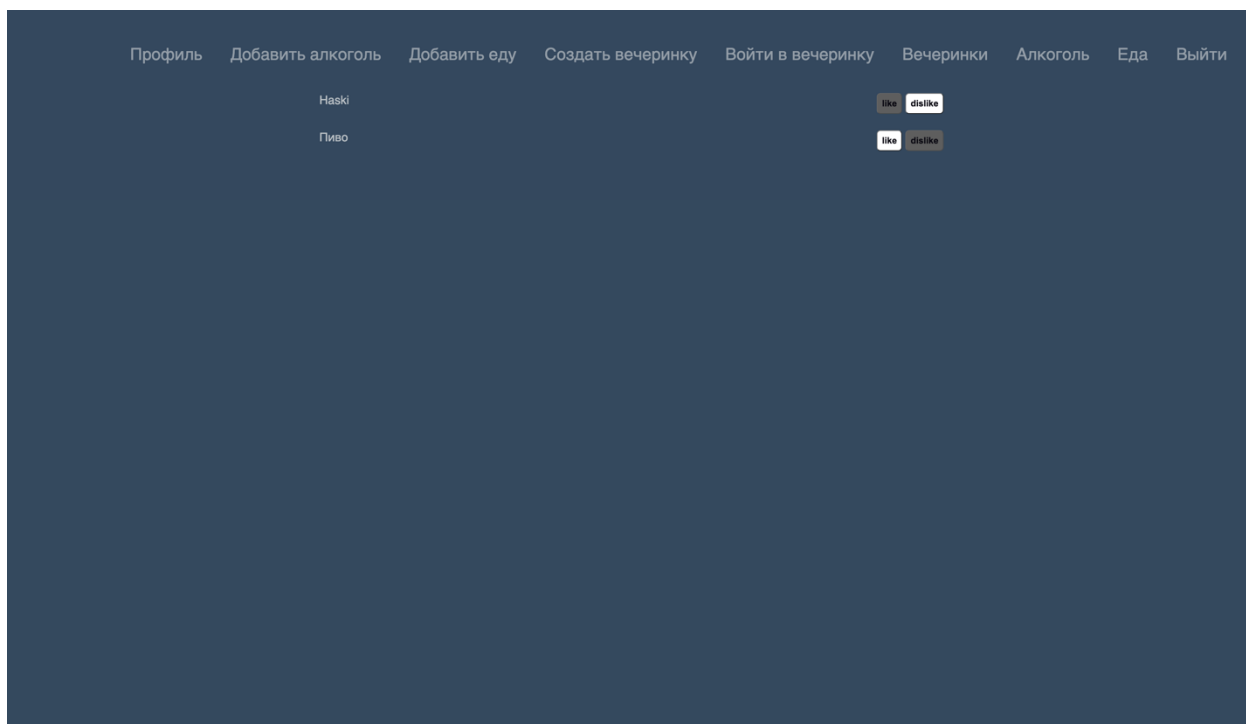 Профиль Добавить алкоголь Добавить еду Создать вечеринку Войти в вечеринку Вечеринки Алкоголь Еда Выйти
Haski like dislike
Пиво like dislike